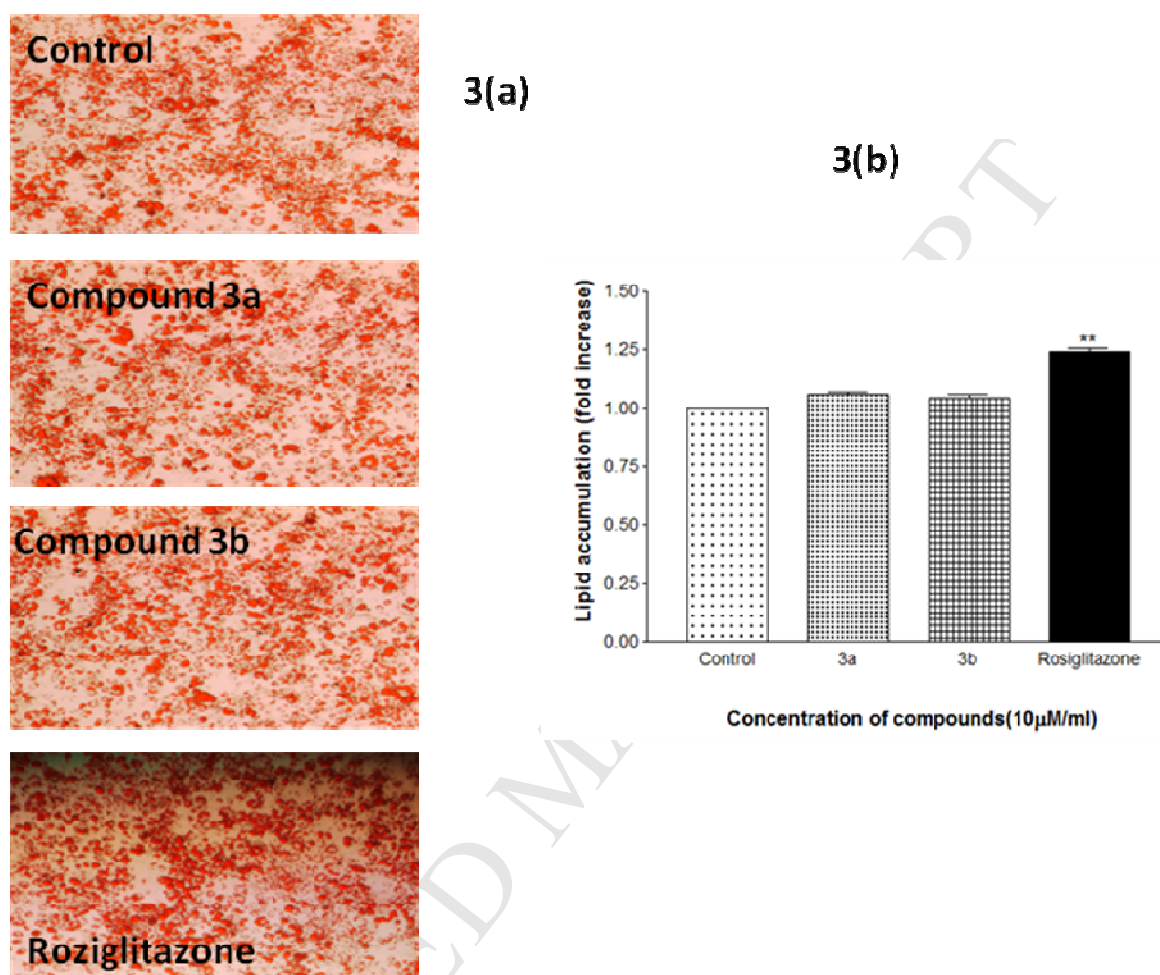 Control
3(a)
3(b)
Compound 3a
Compound 3b
Roziglitazone
Lipid accumulation (fold increase)
1.50
1.25
1.00
0.75
0.50
0.25
0.00
**
Control 3a 3b Rosiglitazone
Concentration of compounds(10µM/ml)